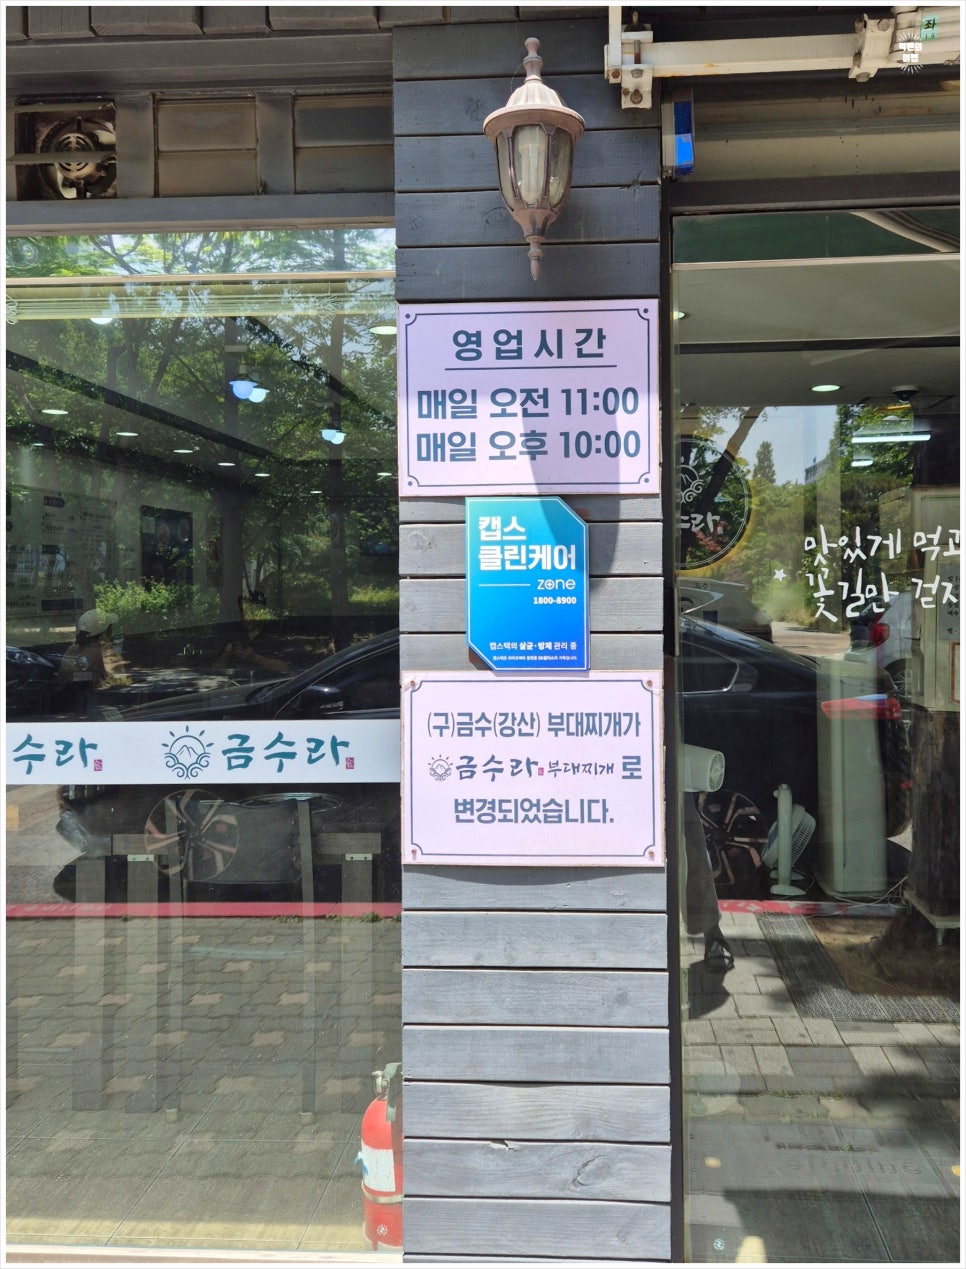 영업시간
매일 오전 11:00
매일 오후 10:00
캡스
클린케어
zone
1800-8900
캡스텍의 살균·방제 관리 중
(구)금수(강산) 부대찌개가
금수라 부대찌개 로
변경되었습니다.
수라
금수라
수라
맛있게 먹고
꽃길만 걷자
좌